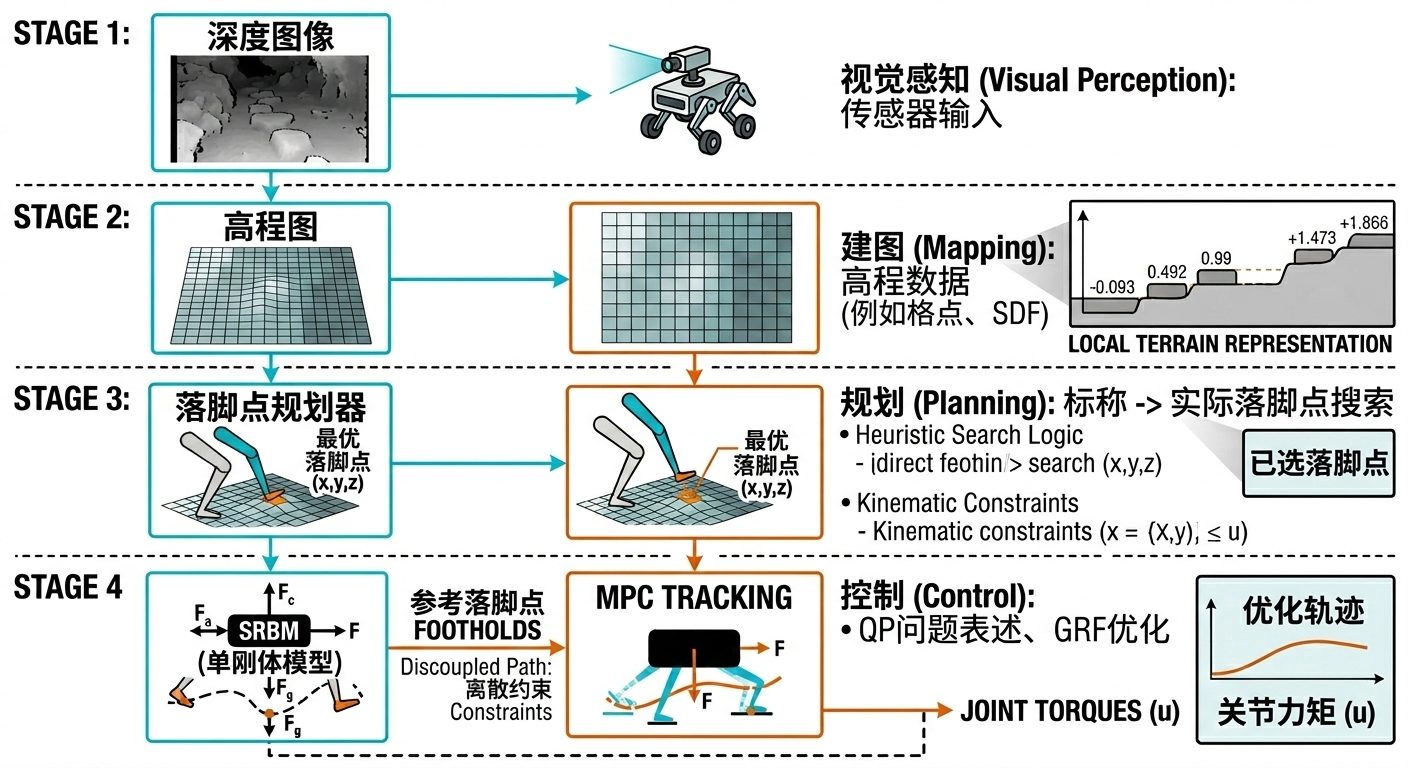 STAGE 1:
深度图像
视觉感知 (Visual Perception):
传感器输入
STAGE 2:
高程图
建图 (Mapping):
高程数据
(例如格点、SDF)
-0.093
0.492
0.99
+1.473
+1.866
LOCAL TERRAIN REPRESENTATION
STAGE 3:
落脚点规划器
最优
落脚点
(x,y,z)
最优
落脚点
(x,y,z)
规划 (Planning): 标称 -> 实际落脚点搜索
• Heuristic Search Logic
- search (x,y,z)
• Kinematic Constraints
- Kinematic constraints (x = (X,y) ≤ u)
已选落脚点
STAGE 4
Fc
Fa
SRBM
F
(单刚体模型)
Fg
Fg
参考落脚点
FOOTHOLDS
Discoupled Path:
离散约束
Constraints
MPC TRACKING
F
F
控制 (Control):
• QP问题表述、GRF优化
JOINT TORQUES (u)
优化轨迹
关节力矩 (u)